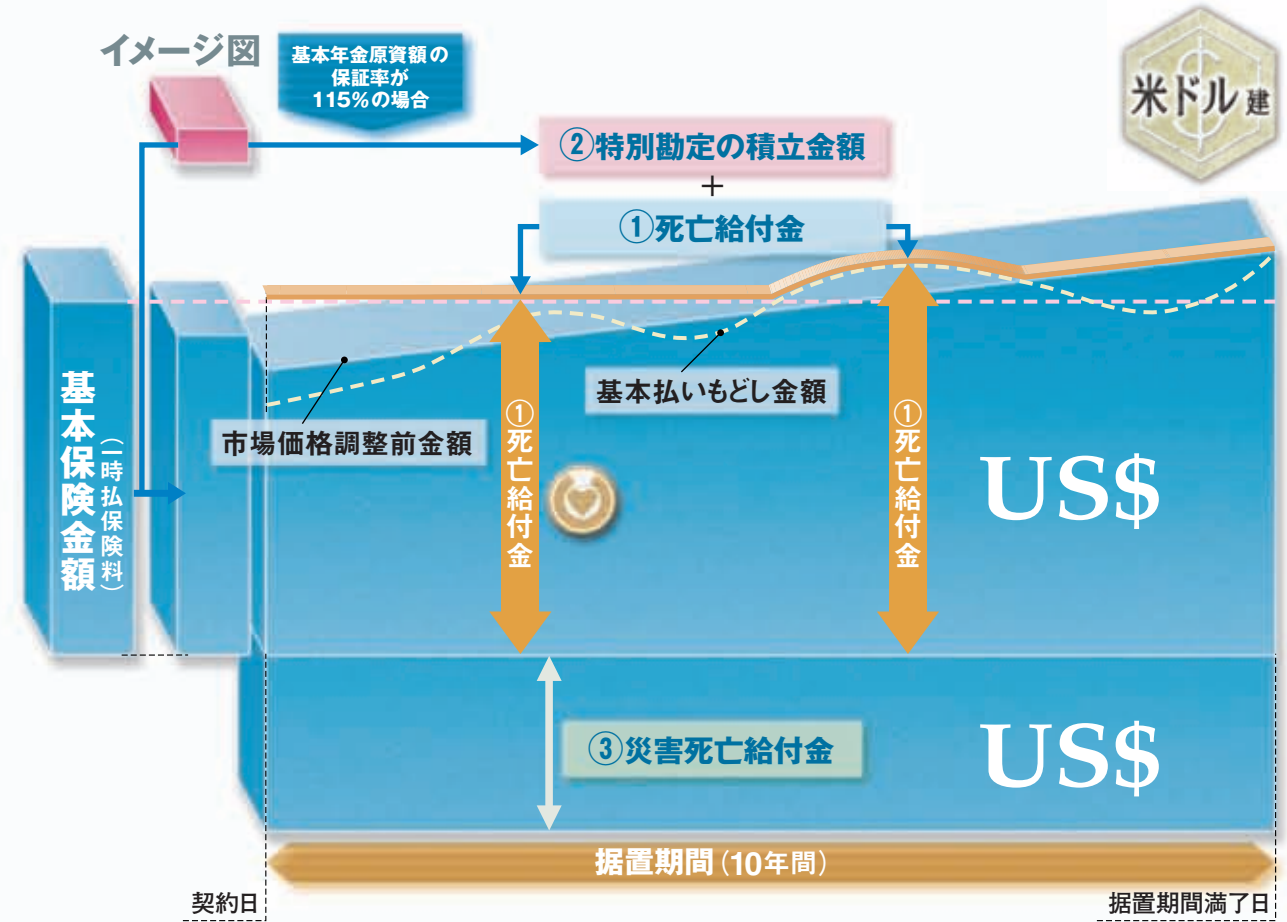 イメージ図
基本年金原資額の
保証率が
115%の場合
米ドル建
②特別勘定の積立金額
+
①死亡給付金
基本保険金額
(一時払保険料)
市場価格調整前金額
基本払いもどし金額
①死亡給付金
①死亡給付金
US$
③災害死亡給付金
US$
据置期間(10年間)
契約日
据置期間満了日